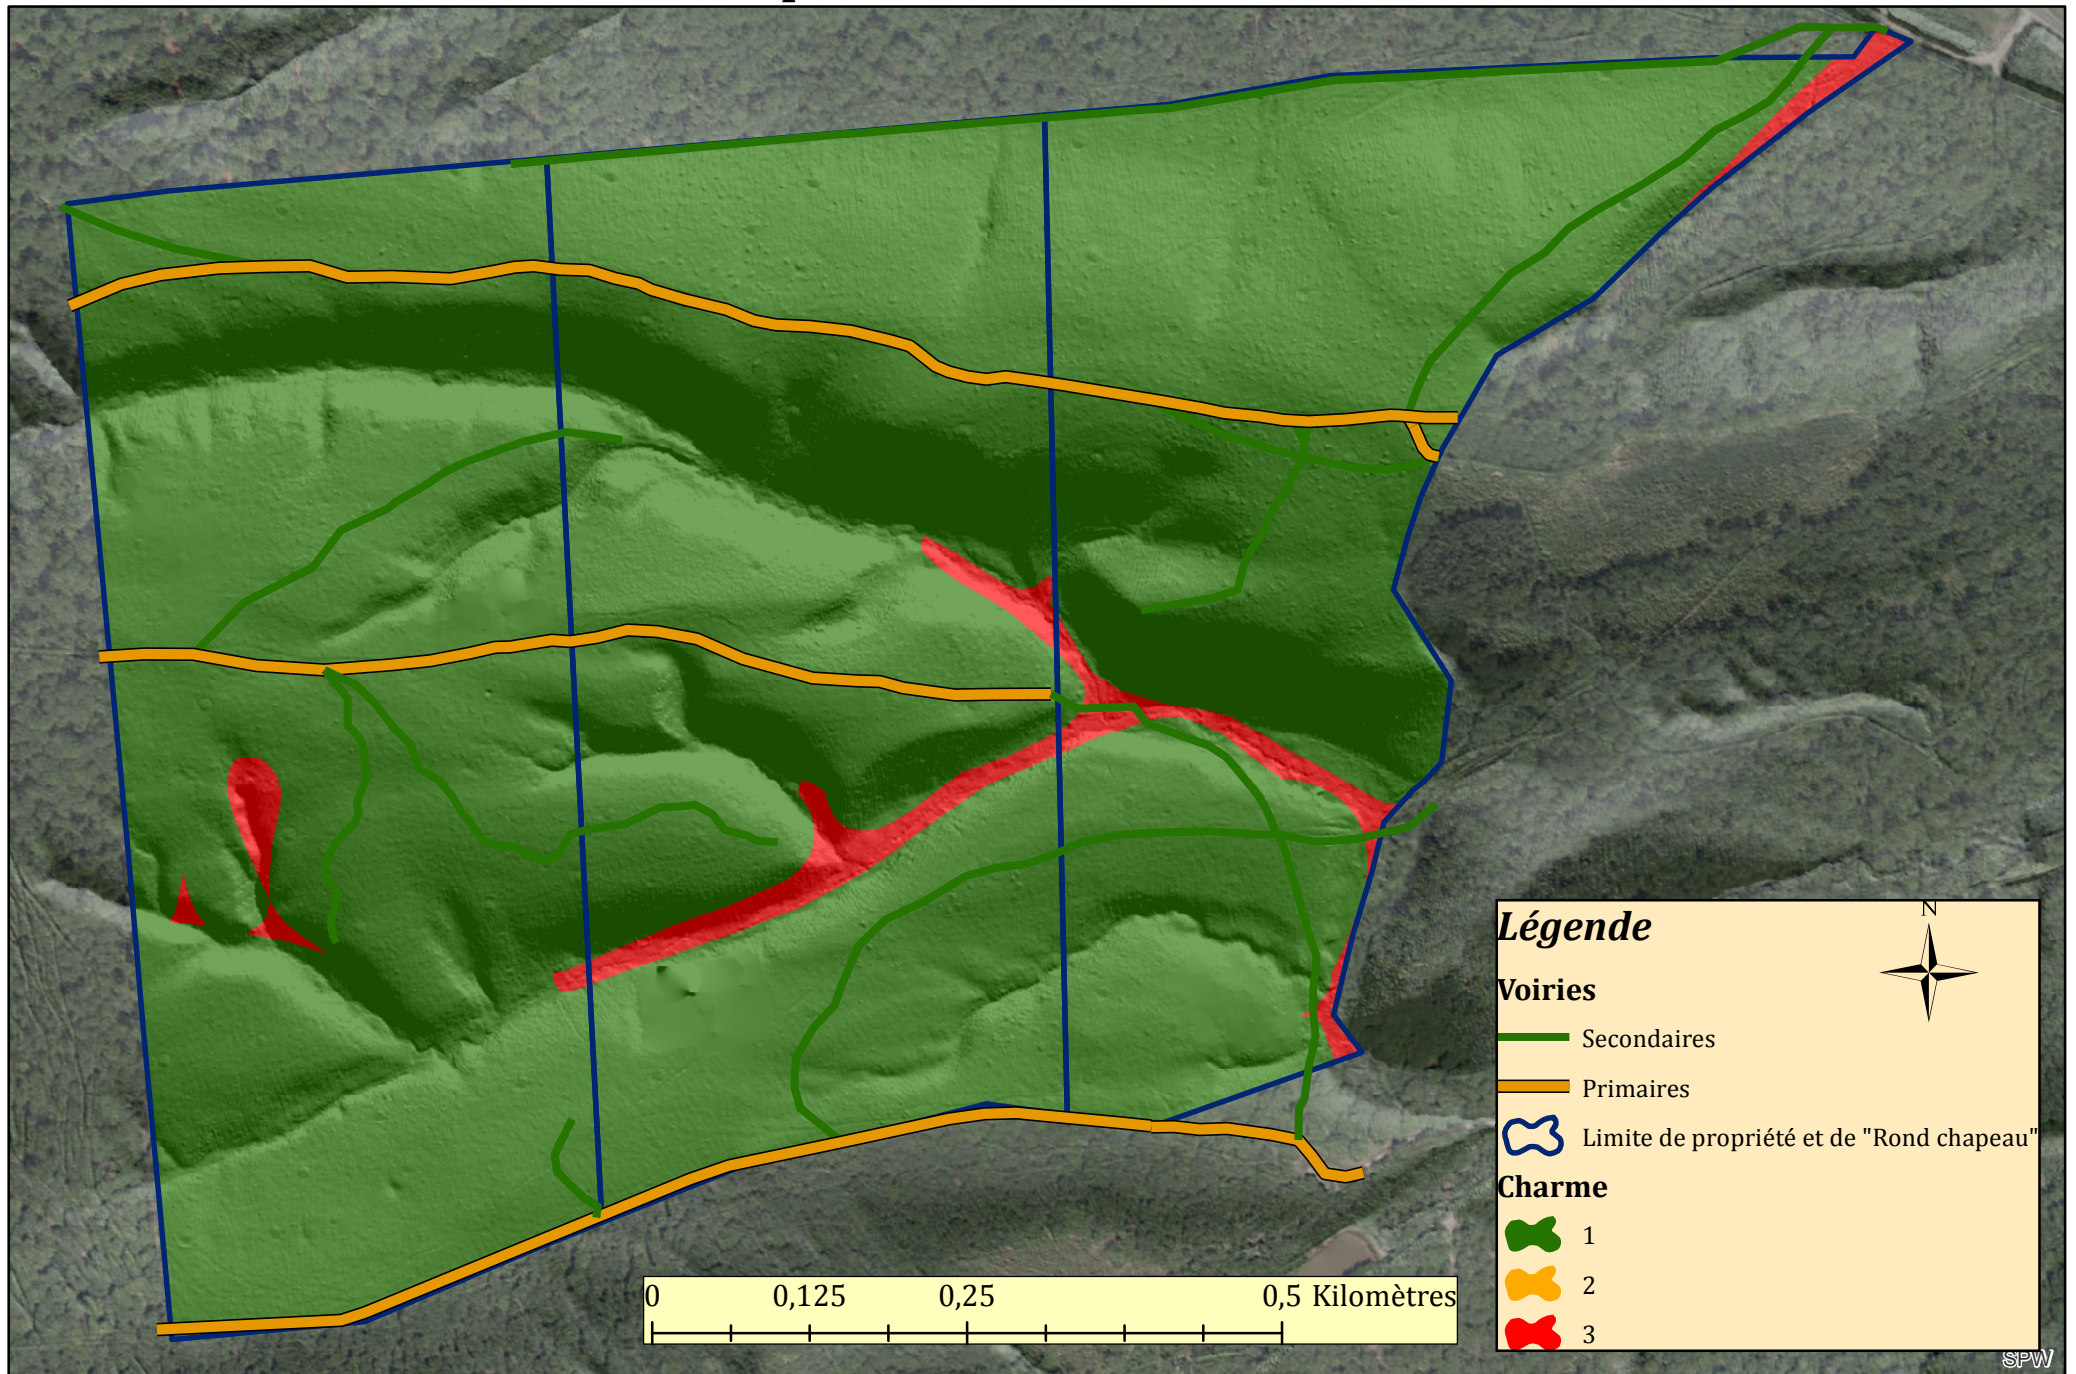 Légende
N
Voiries
Secondaires
Primaires
Limite de propriété et de "Rond chapeau"
Charme
1
2
3
0 0,125 0,25 0,5 Kilomètres
SPW